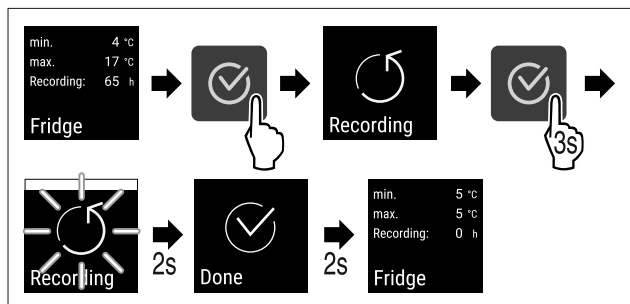 min. 4 °C
max. 17 °C
Recording: 65 h
Fridge
Recording
3s
Recording
2s
Done
2s
min. 5 °C
max. 5 °C
Recording: 0 h
Fridge